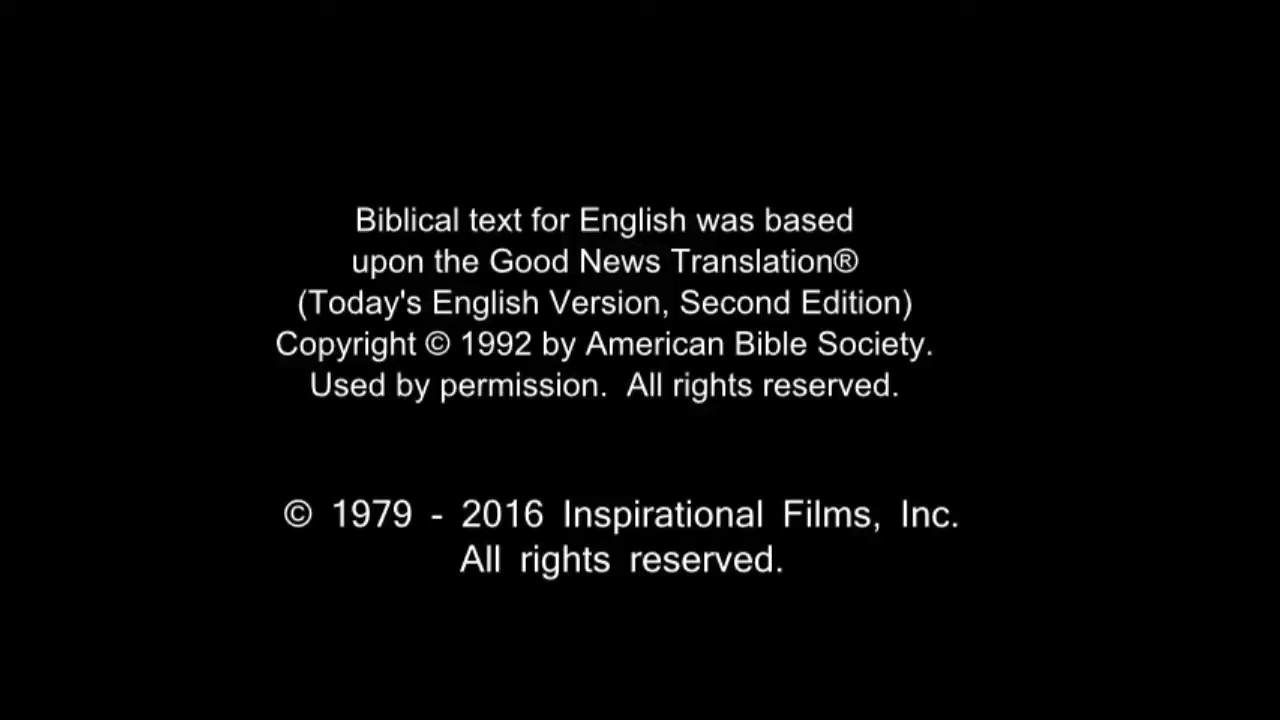 Biblical text for English was based
upon the Good News Translation®
(Today's English Version, Second Edition)
Copyright © 1992 by American Bible Society.
Used by permission.  All rights reserved.
© 1979 - 2016 Inspirational Films, Inc.
All rights reserved.